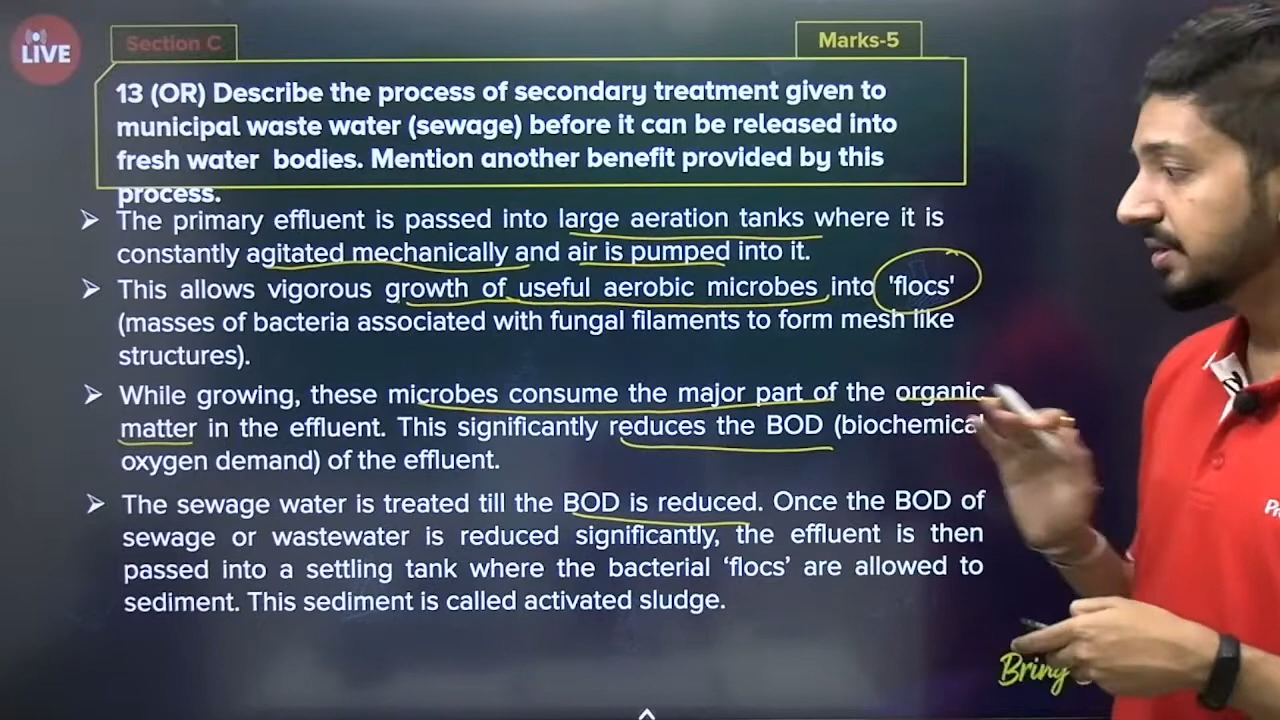 LIVE
Section C
Marks-5
13 (OR) Describe the process of secondary treatment given to
municipal waste water (sewage) before it can be released into
fresh water bodies. Mention another benefit provided by this
process.
➤ The primary effluent is passed into large aeration tanks where it is
constantly agitated mechanically and air is pumped into it.
➤ This allows vigorous growth of useful aerobic microbes into 'flocs'
(masses of bacteria associated with fungal filaments to form mesh like
structures).
➤ While growing, these microbes consume the major part of the organic
matter in the effluent. This significantly reduces the BOD (biochemica
oxygen demand) of the effluent.
➤ The sewage water is treated till the BOD is reduced. Once the BOD of
sewage or wastewater is reduced significantly, the effluent is then
passed into a settling tank where the bacterial ‘flocs’ are allowed to
sediment. This sediment is called activated sludge.
Briny